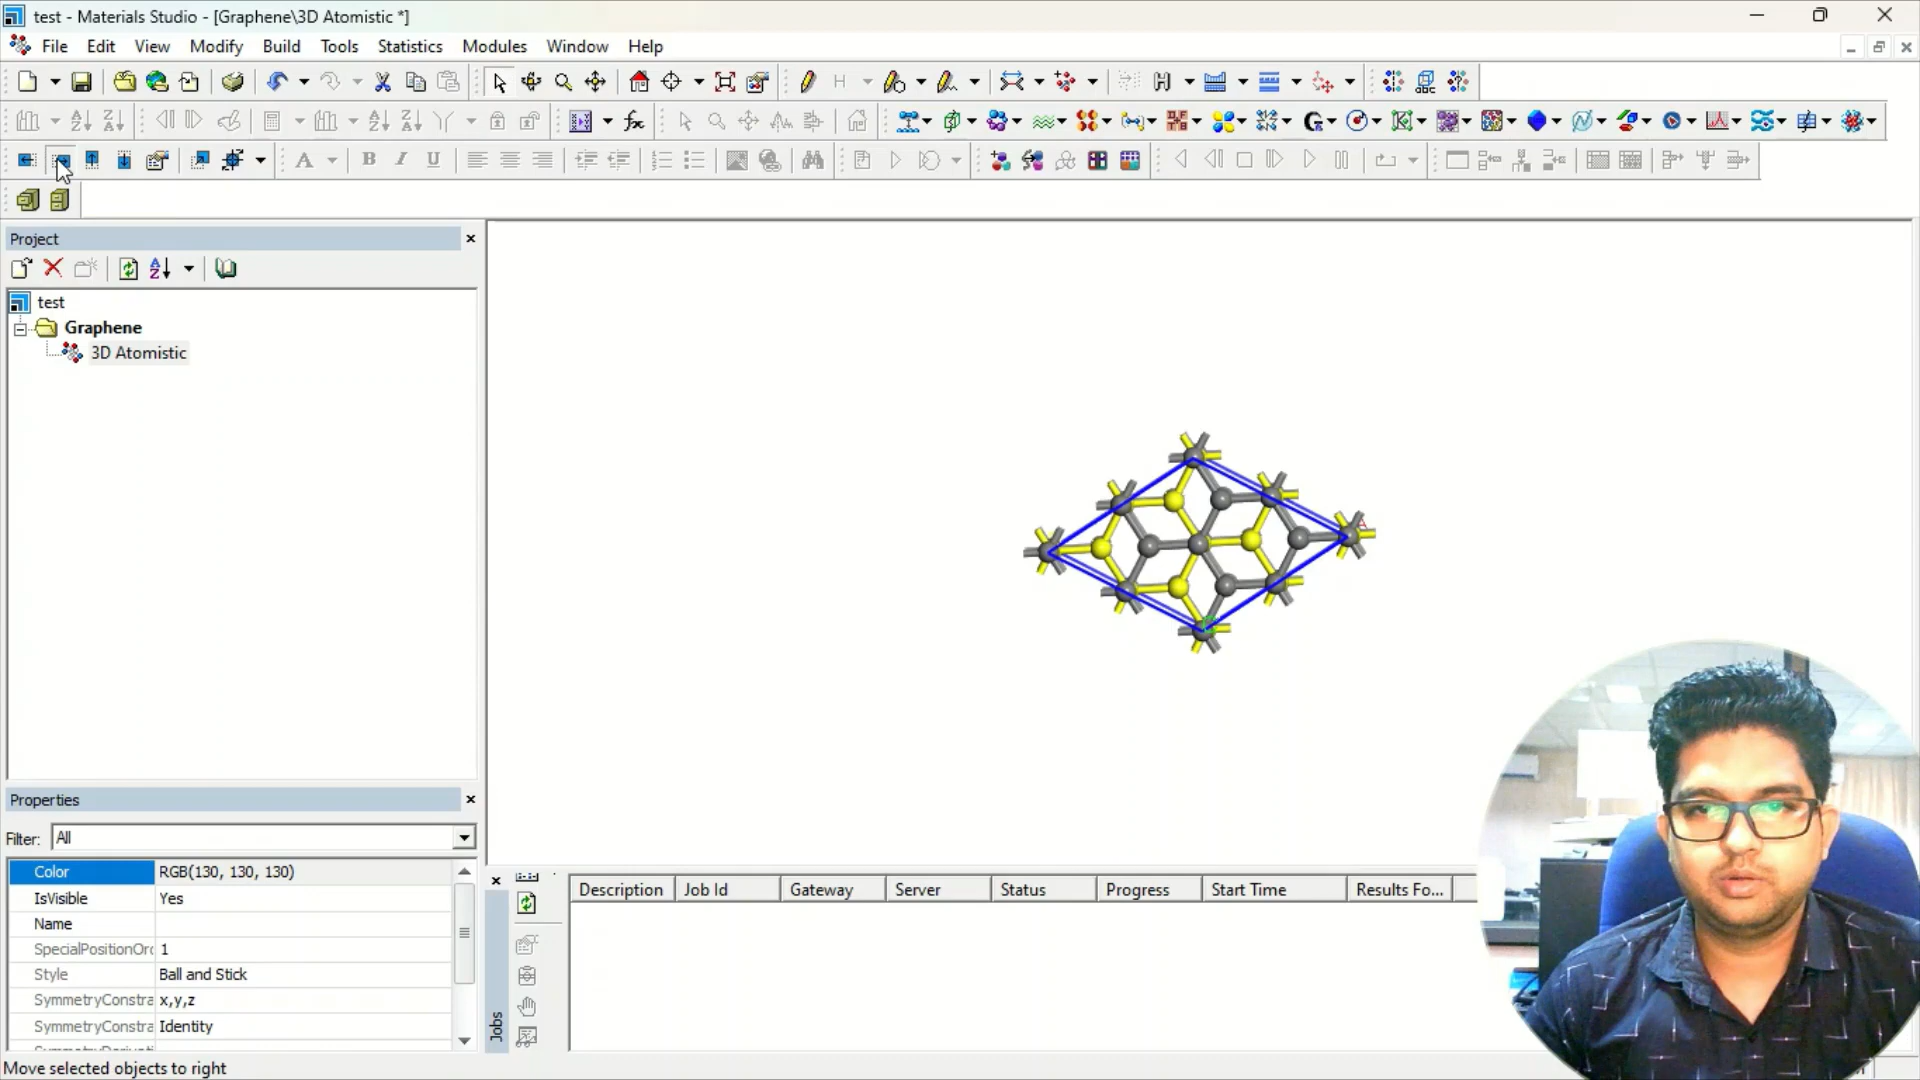 test - Materials Studio - [Graphene\3D Atomistic *]
File Edit View Modify Build Tools Statistics Modules Window Help
Project
test
Graphene
3D Atomistic
A
Properties
Filter: All
Color RGB(130, 130, 130)
IsVisible Yes
Name
SpecialPositionOrc 1
Style Ball and Stick
SymmetryConstra x,y,z
SymmetryConstra Identity
Jobs
Description Job Id Gateway Server Status Progress Start Time Results Fo...
Move selected objects to right